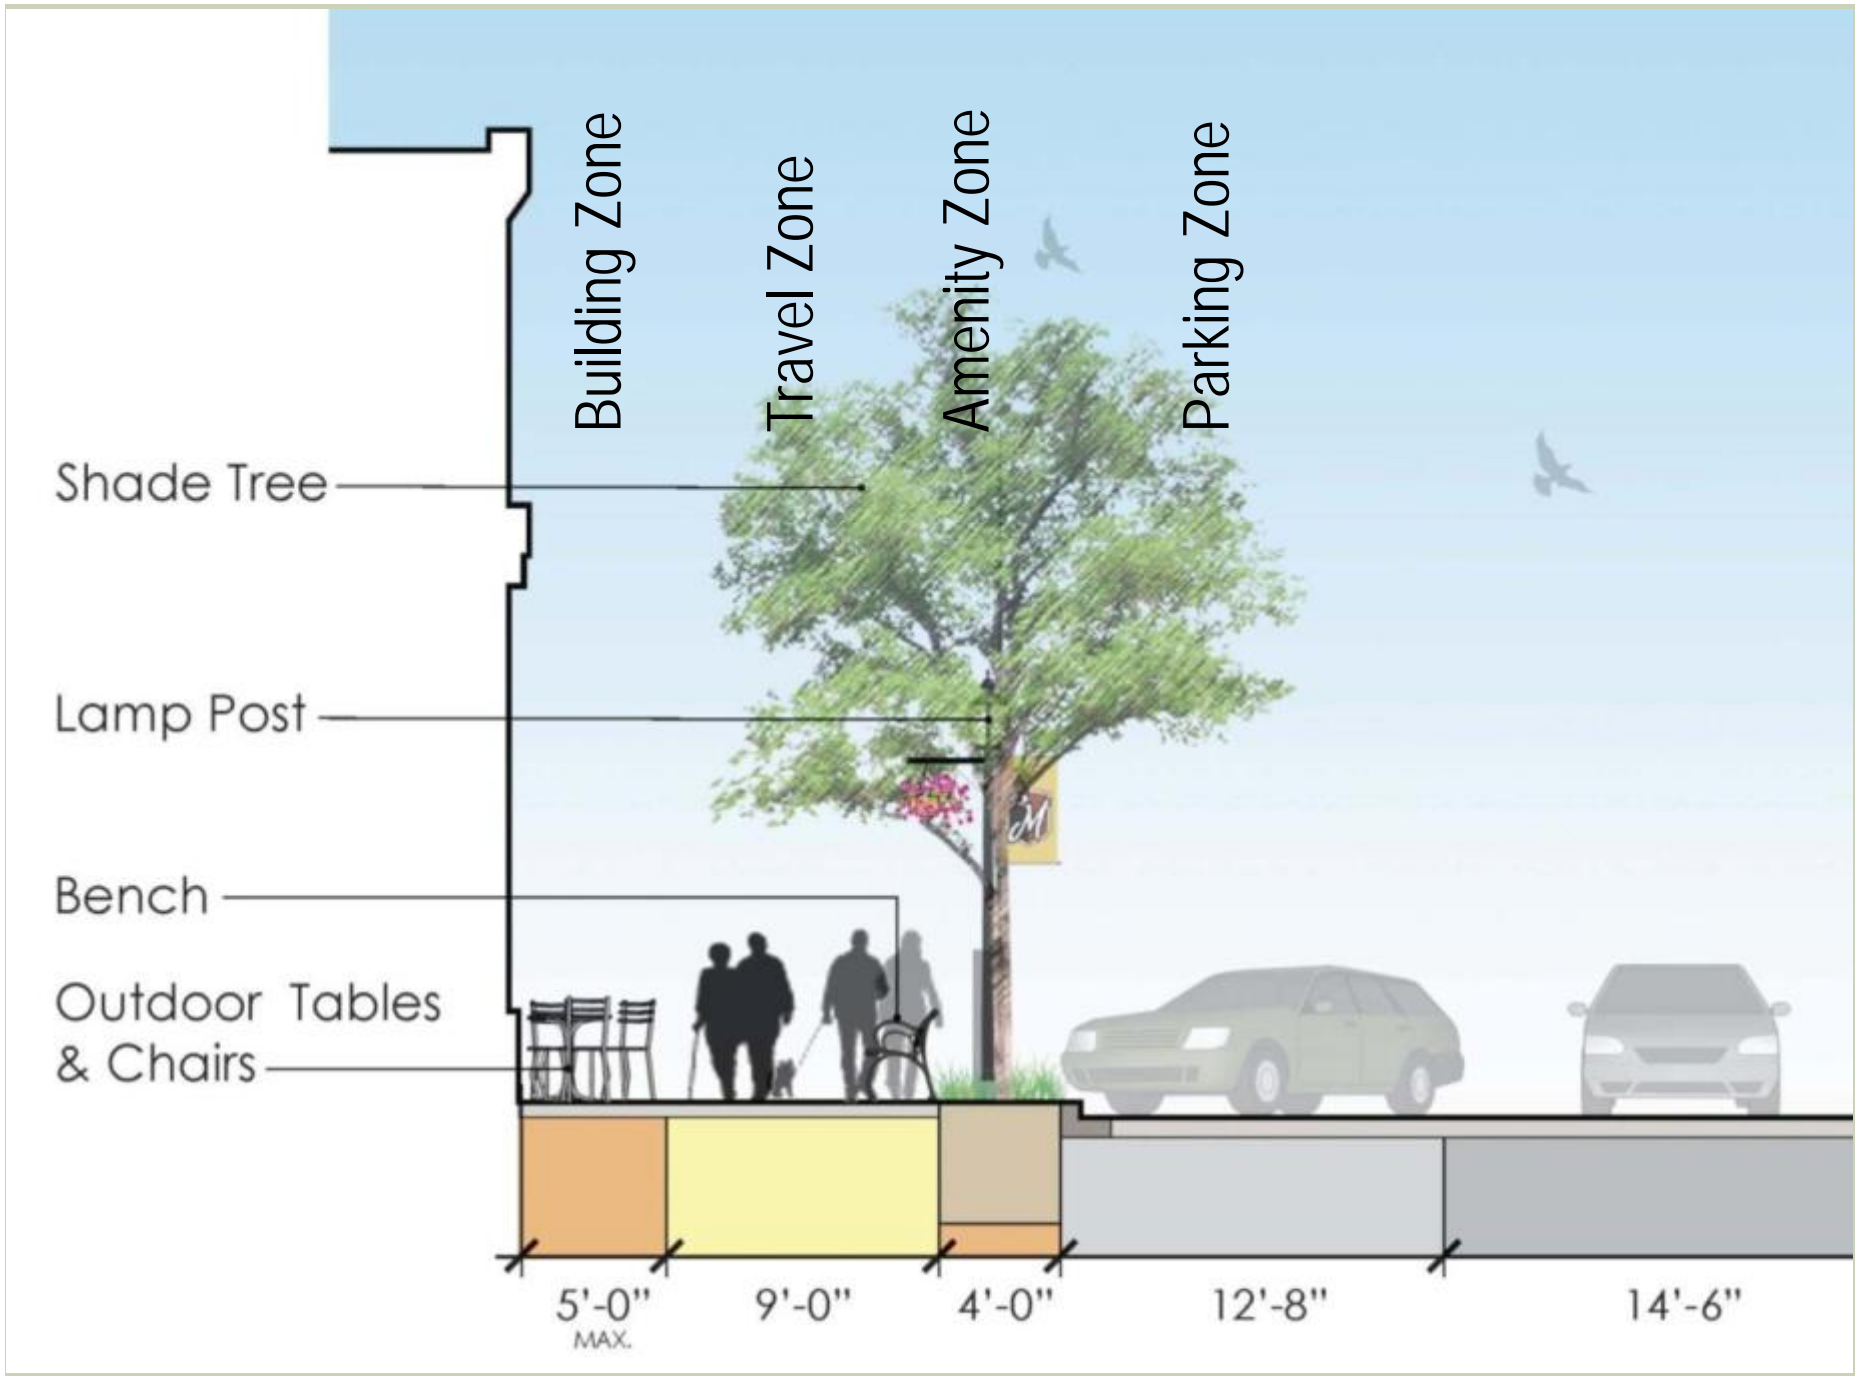 Building Zone
Travel Zone
Amenity Zone
Parking Zone
Shade Tree
Lamp Post
M
Bench
Outdoor Tables
& Chairs
5'-0”
MAX.
9'-0”
4'-0”
12'-8”
14'-6”